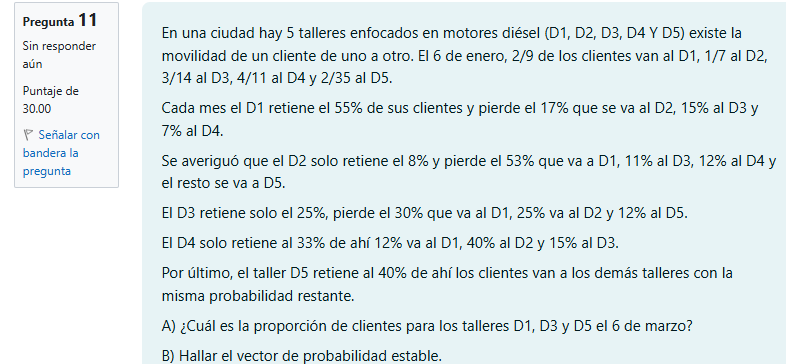 Pregunta 11
Sin responder
aún
Puntaje de
30.00
Señalar con
bandera la
pregunta
En una ciudad hay 5 talleres enfocados en motores diésel (D1, D2, D3, D4 Y D5) existe la
movilidad de un cliente de uno a otro. El 6 de enero, 2/9 de los clientes van al D1, 1/7 al D2,
3/14 al D3, 4/11 al D4 y 2/35 al D5.
Cada mes el D1 retiene el 55% de sus clientes y pierde el 17% que se va al D2, 15% al D3 y
7% al D4.
Se averiguó que el D2 solo retiene el 8% y pierde el 53% que va a D1, 11% al D3, 12% al D4 y
el resto se va a D5.
El D3 retiene solo el 25%, pierde el 30% que va al D1, 25% va al D2 y 12% al D5.
El D4 solo retiene al 33% de ahí 12% va al D1, 40% al D2 y 15% al D3.
Por último, el taller D5 retiene al 40% de ahí los clientes van a los demás talleres con la
misma probabilidad restante.
A) ¿Cuál es la proporción de clientes para los talleres D1, D3 y D5 el 6 de marzo?
B) Hallar el vector de probabilidad estable.